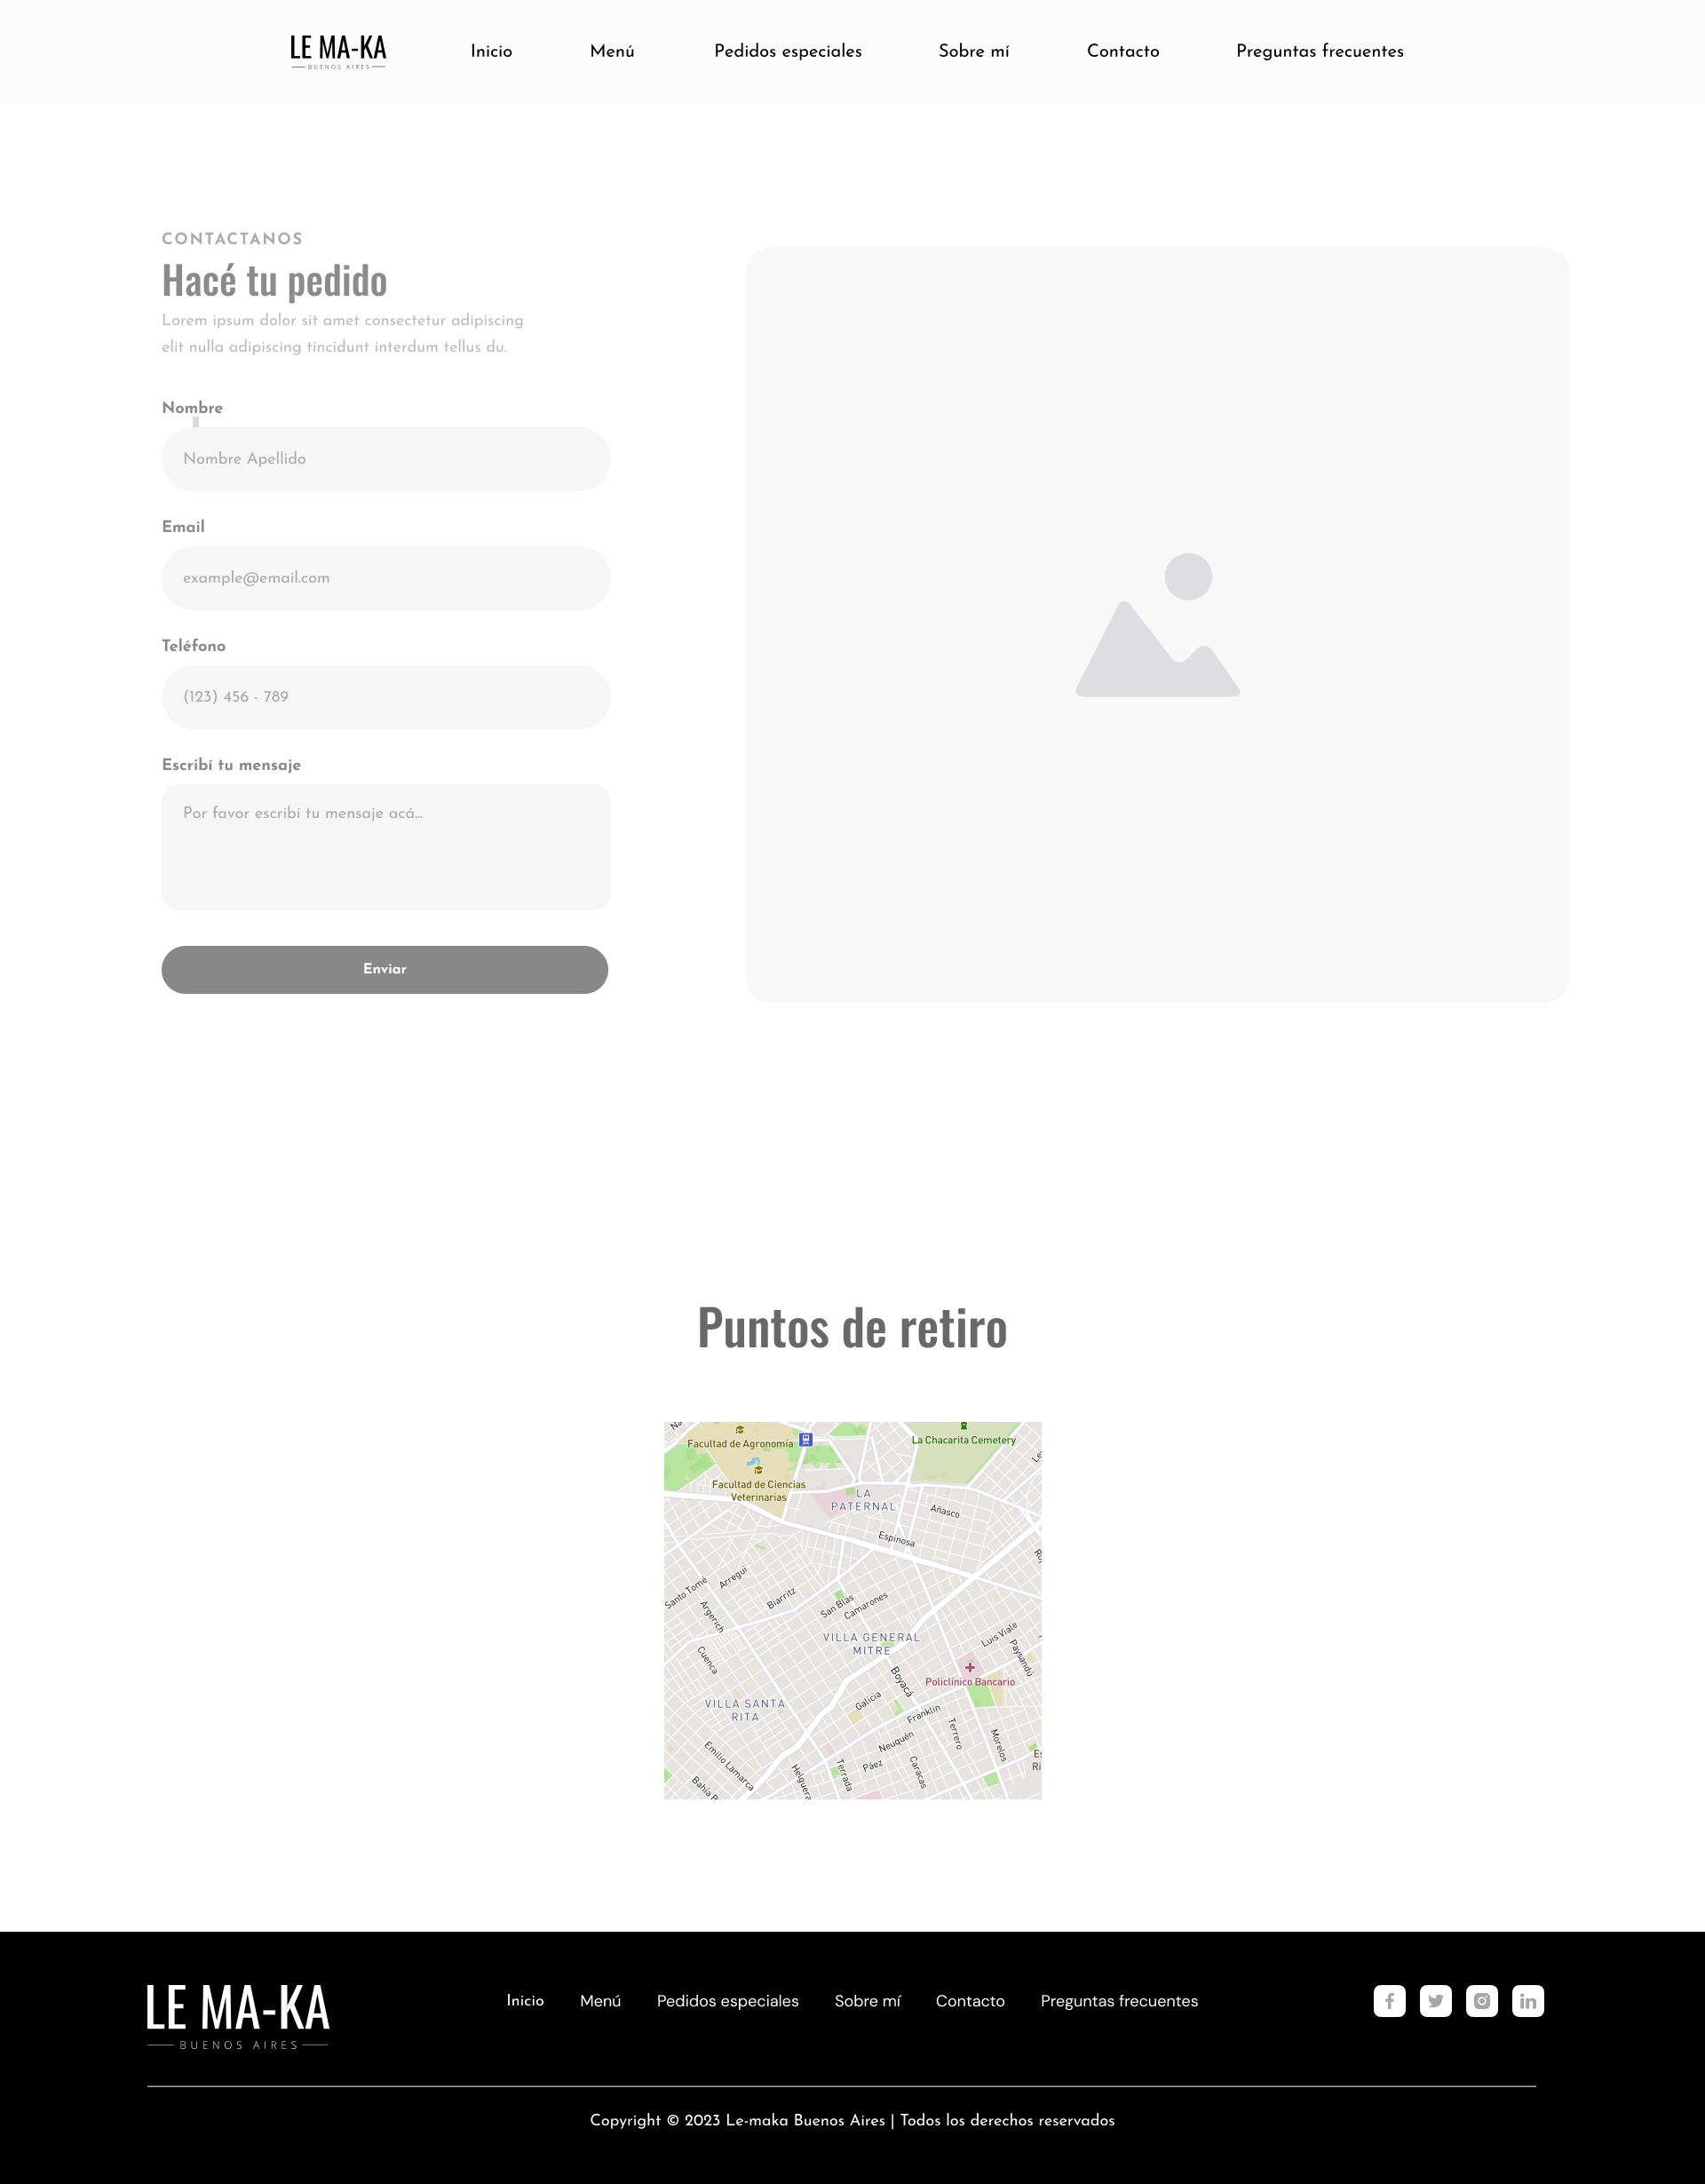 LE MA-KA
BUENOS AIRES
Inicio
Menú
Pedidos especiales
Sobre mí
Contacto
Preguntas frecuentes
CONTACTANOS
Hacé tu pedido
Lorem ipsum dolor sit amet consectetur adipiscing
elit nulla adipiscing tincidunt interdum tellus du.
Nombre
Nombre Apellido
Email
example@email.com
Teléfono
(123) 456 - 789
Escribí tu mensaje
Por favor escribí tu mensaje acá...
Enviar
Puntos de retiro
Facultad de Agronomía
La Chacarita Cemetery
Facultad de Ciencias
Veterinarias
LA
PATERNAL
Añasco
Espinosa
Santo Tomé
Arregui
Biarritz
San Blas
Camarones
Argerich
VILLA GENERAL
MITRE
Luis Viale
Paysandú
Cuenca
Boyacá
Policlínico Bancario
VILLA SANTA
RITA
Galicia
Franklin
Terrero
Morelos
Neuquén
Páez
Caracas
Terrada
Helguera
Emilio Lamarca
Bahía
LE MA-KA
BUENOS AIRES
Inicio
Menú
Pedidos especiales
Sobre mí
Contacto
Preguntas frecuentes
Copyright © 2023 Le-maka Buenos Aires | Todos los derechos reservados